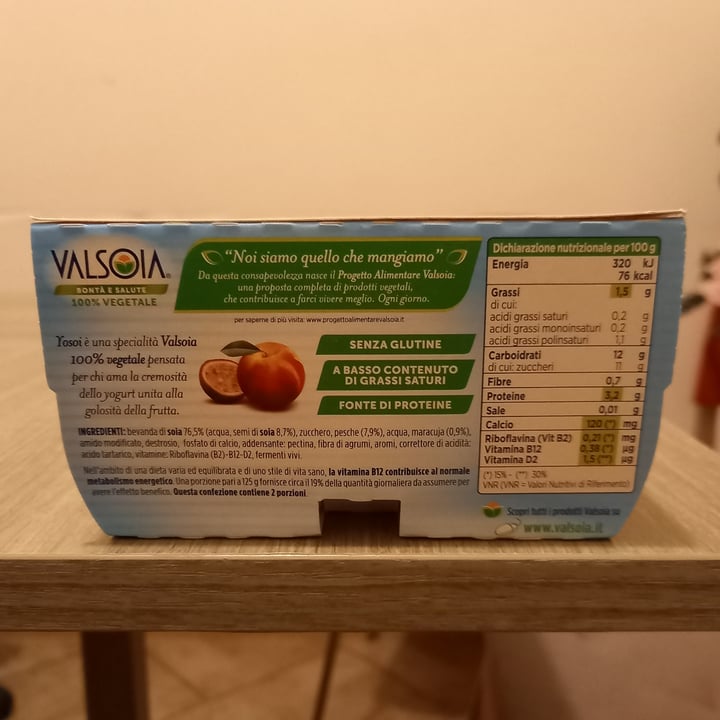 VALSOIA®
BONTÀ E SALUTE
100% VEGETALE
“Noi siamo quello che mangiamo”
Da questa consapevolezza nasce il Progetto Alimentare Valsoia:
una proposta completa di prodotti vegetali,
che contribuisce a farci vivere meglio. Ogni giorno.
per saperne di più visita: www.progettoalimentarevalsoia.it
Yosoi è una specialità Valsoia
100% vegetale pensata
per chi ama la cremosità
dello yogurt unita alla
golosità della frutta.
SENZA GLUTINE
A BASSO CONTENUTO
DI GRASSI SATURI
FONTE DI PROTEINE
INGREDIENTI: bevanda di soia 76,5% (acqua, semi di soia 8,7%), zucchero, pesche (7,9%), acqua, maracuja (0,9%),
amido modificato, destrosio, fosfato di calcio, addensante: pectina, fibra di agrumi, aromi, correttore di acidità:
acido tartarico, vitamine: Riboflavina (B2)-B12-D2, fermenti vivi.
Nell'ambito di una dieta varia ed equilibrata e di uno stile di vita sano, la vitamina B12 contribuisce al normale
metabolismo energetico. Una porzione pari a 125 g fornisce circa il 19% della quantità giornaliera da assumere per
avere l'effetto benefico. Questa confezione contiene 2 porzioni.
Dichiarazione nutrizionale per 100 g
Energia 320 kJ
76 kcal
Grassi 1,5 g
di cui:
acidi grassi saturi 0,2 g
acidi grassi monoinsaturi 0,2 g
acidi grassi polinsaturi 1,1 g
Carboidrati 12 g
di cui: zuccheri 11 g
Fibre 0,7 g
Proteine 3,2 g
Sale 0,01 g
Calcio 120 (*) mg
Riboflavina (Vit B2) 0,21 (*) mg
Vitamina B12 0,38 (*) µg
Vitamina D2 1,5 (**) µg
(*) 15% - (**) 30%
VNR (VNR = Valori Nutritivi di Riferimento)
Scopri tutti i prodotti Valsoia su
www.valsoia.it